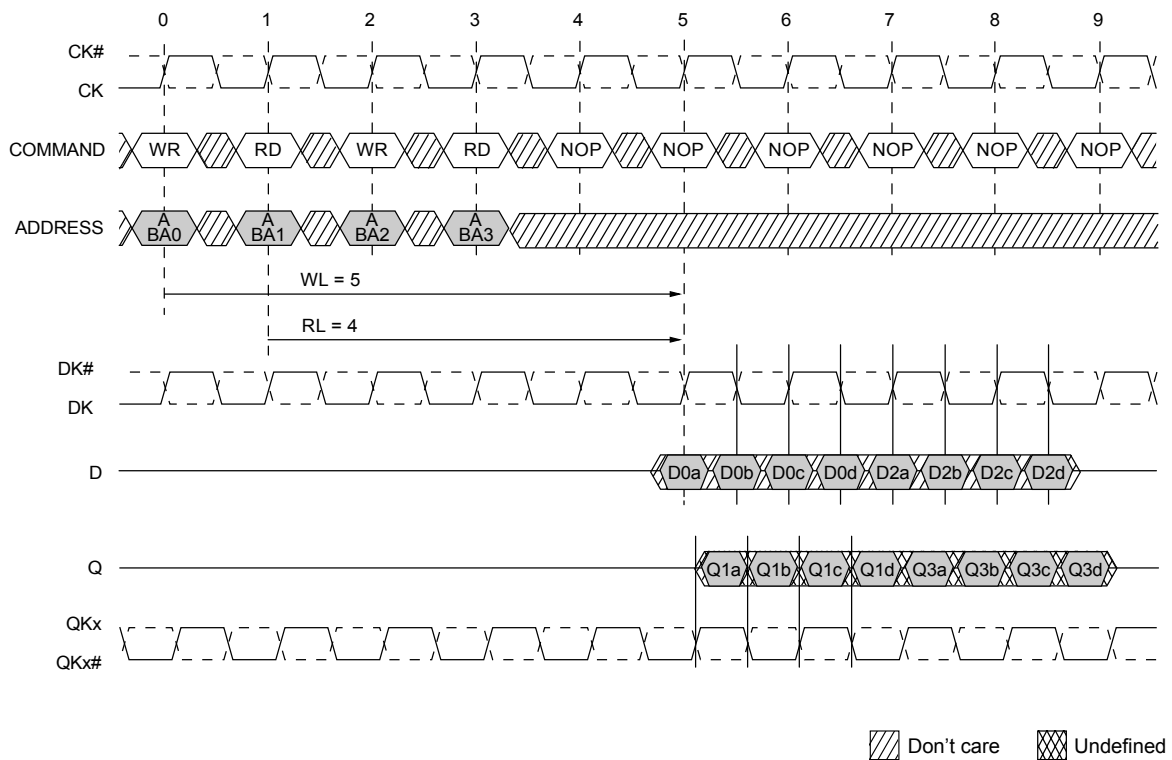 0 1 2 3 4 5 6 7 8 9
CK#
CK
COMMAND WR RD WR RD NOP NOP NOP NOP NOP NOP
ADDRESS A BA0 A BA1 A BA2 A BA3
WL = 5
RL = 4
DK#
DK
D D0a D0b D0c D0d D2a D2b D2c D2d
Q Q1a Q1b Q1c Q1d Q3a Q3b Q3c Q3d
QKx
QKx#
Don't care Undefined